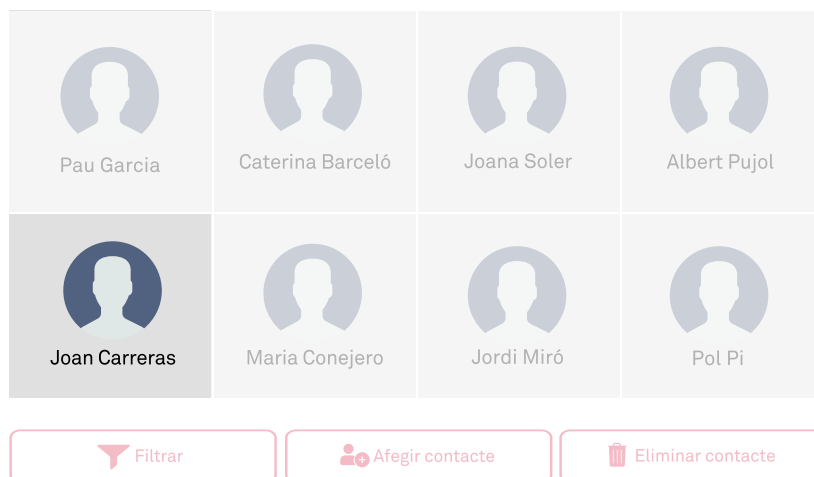 Pau Garcia
Caterina Barceló
Joana Soler
Albert Pujol
Joan Carreras
Maria Conejero
Jordi Miró
Pol Pi
Filtrar
Afegir contacte
Eliminar contacte